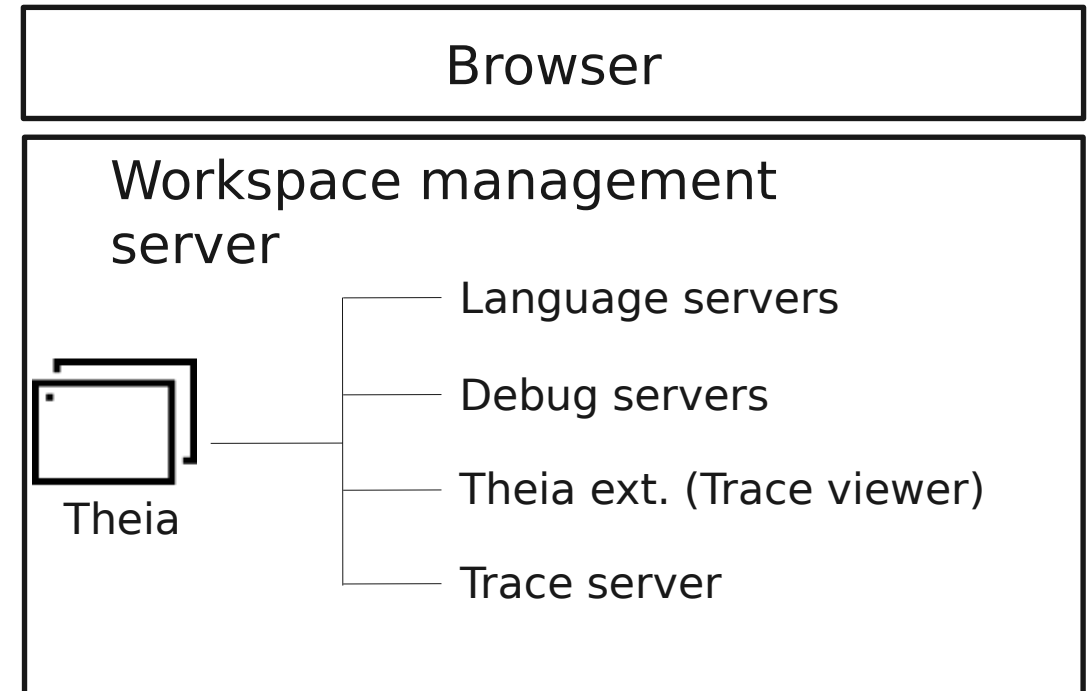 Browser
Workspace management
server
Language servers
Debug servers
Theia ext. (Trace viewer)
Theia
Trace server